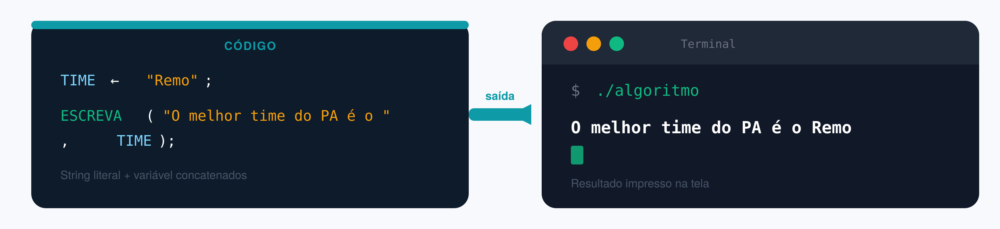 CÓDIGO
TIME ← "Remo" ;
ESCREVA ( "O melhor time do PA é o "
, TIME );
String literal + variável concatenados
saída
Terminal
$ ./algoritmo
O melhor time do PA é o Remo
Resultado impresso na tela